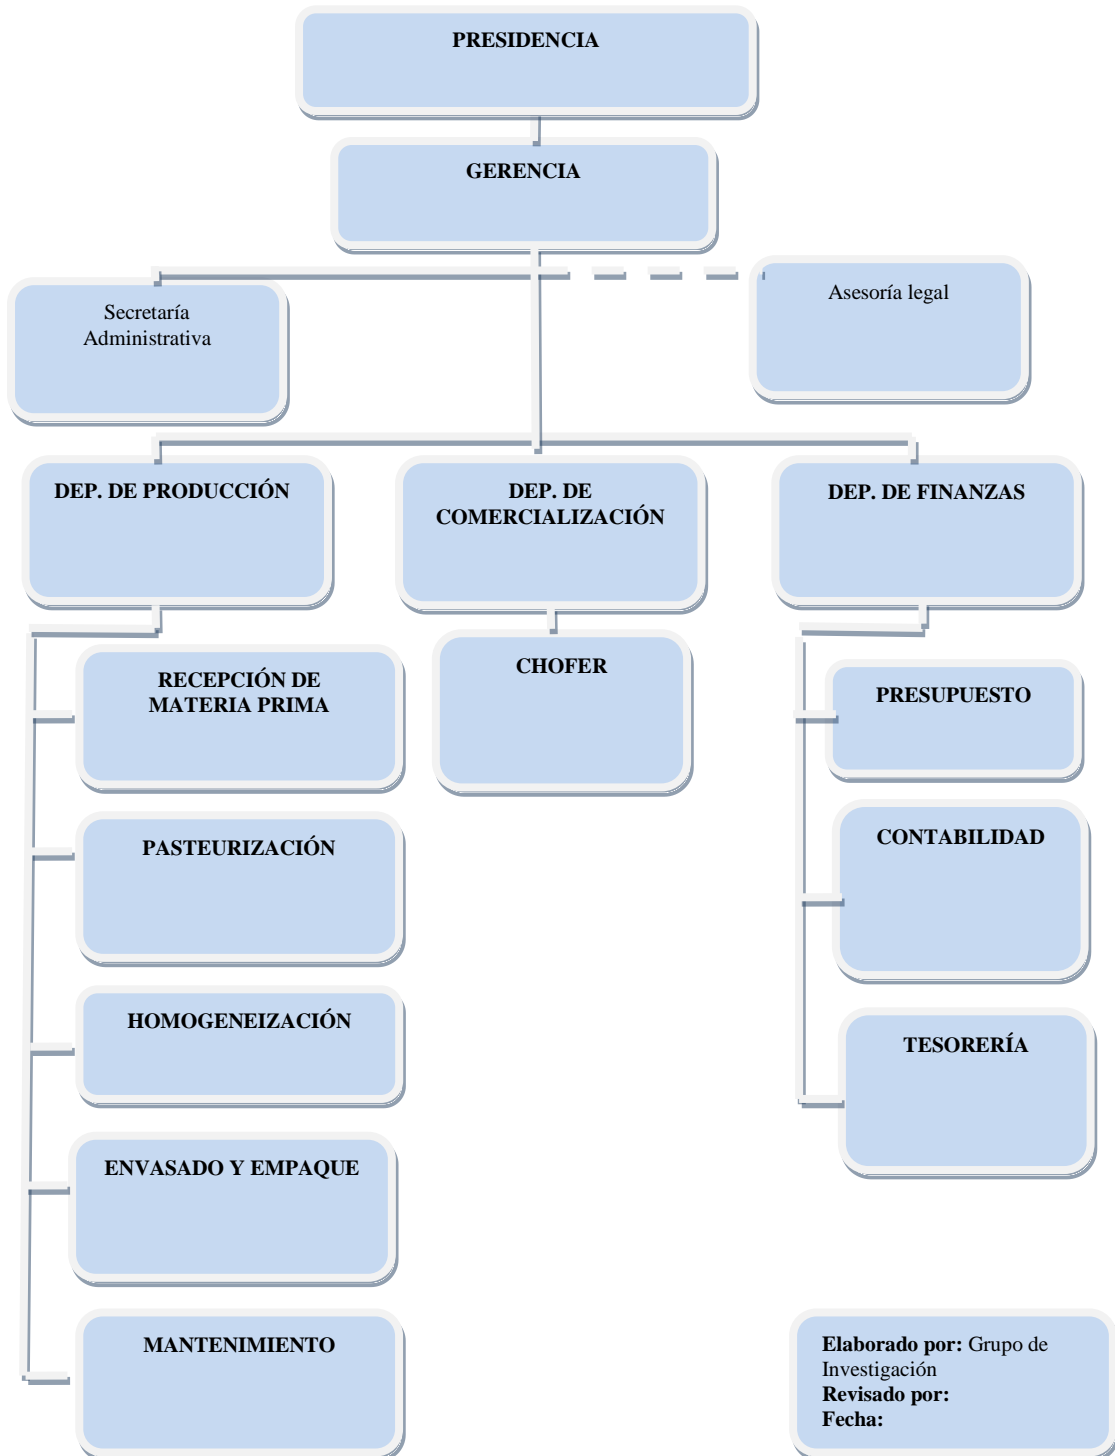 PRESIDENCIA
GERENCIA
Secretaría
Administrativa
Asesoría legal
DEP. DE PRODUCCIÓN
DEP. DE
COMERCIALIZACIÓN
DEP. DE FINANZAS
RECEPCIÓN DE
MATERIA PRIMA
PASTEURIZACIÓN
HOMOGENEIZACIÓN
ENVASADO Y EMPAQUE
MANTENIMIENTO
CHOFER
PRESUPUESTO
CONTABILIDAD
TESORERÍA
Elaborado por: Grupo de
Investigación
Revisado por:
Fecha: